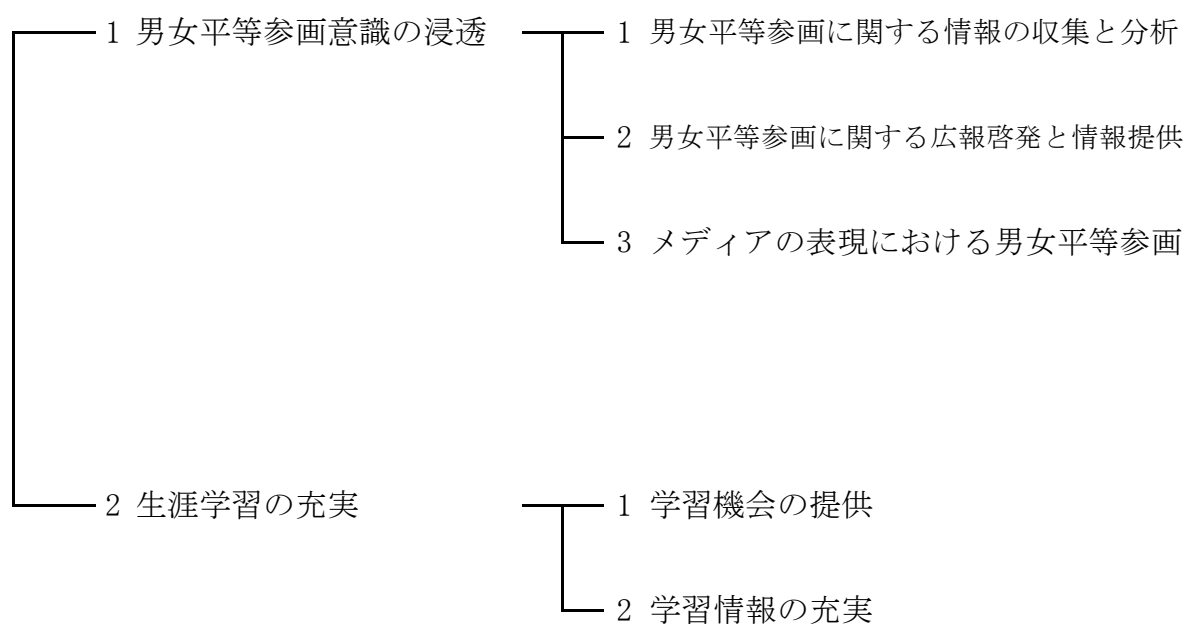 1 男女平等参画意識の浸透
1 男女平等参画に関する情報の収集と分析
2 男女平等参画に関する広報啓発と情報提供
3 メディアの表現における男女平等参画
2 生涯学習の充実
1 学習機会の提供
2 学習情報の充実